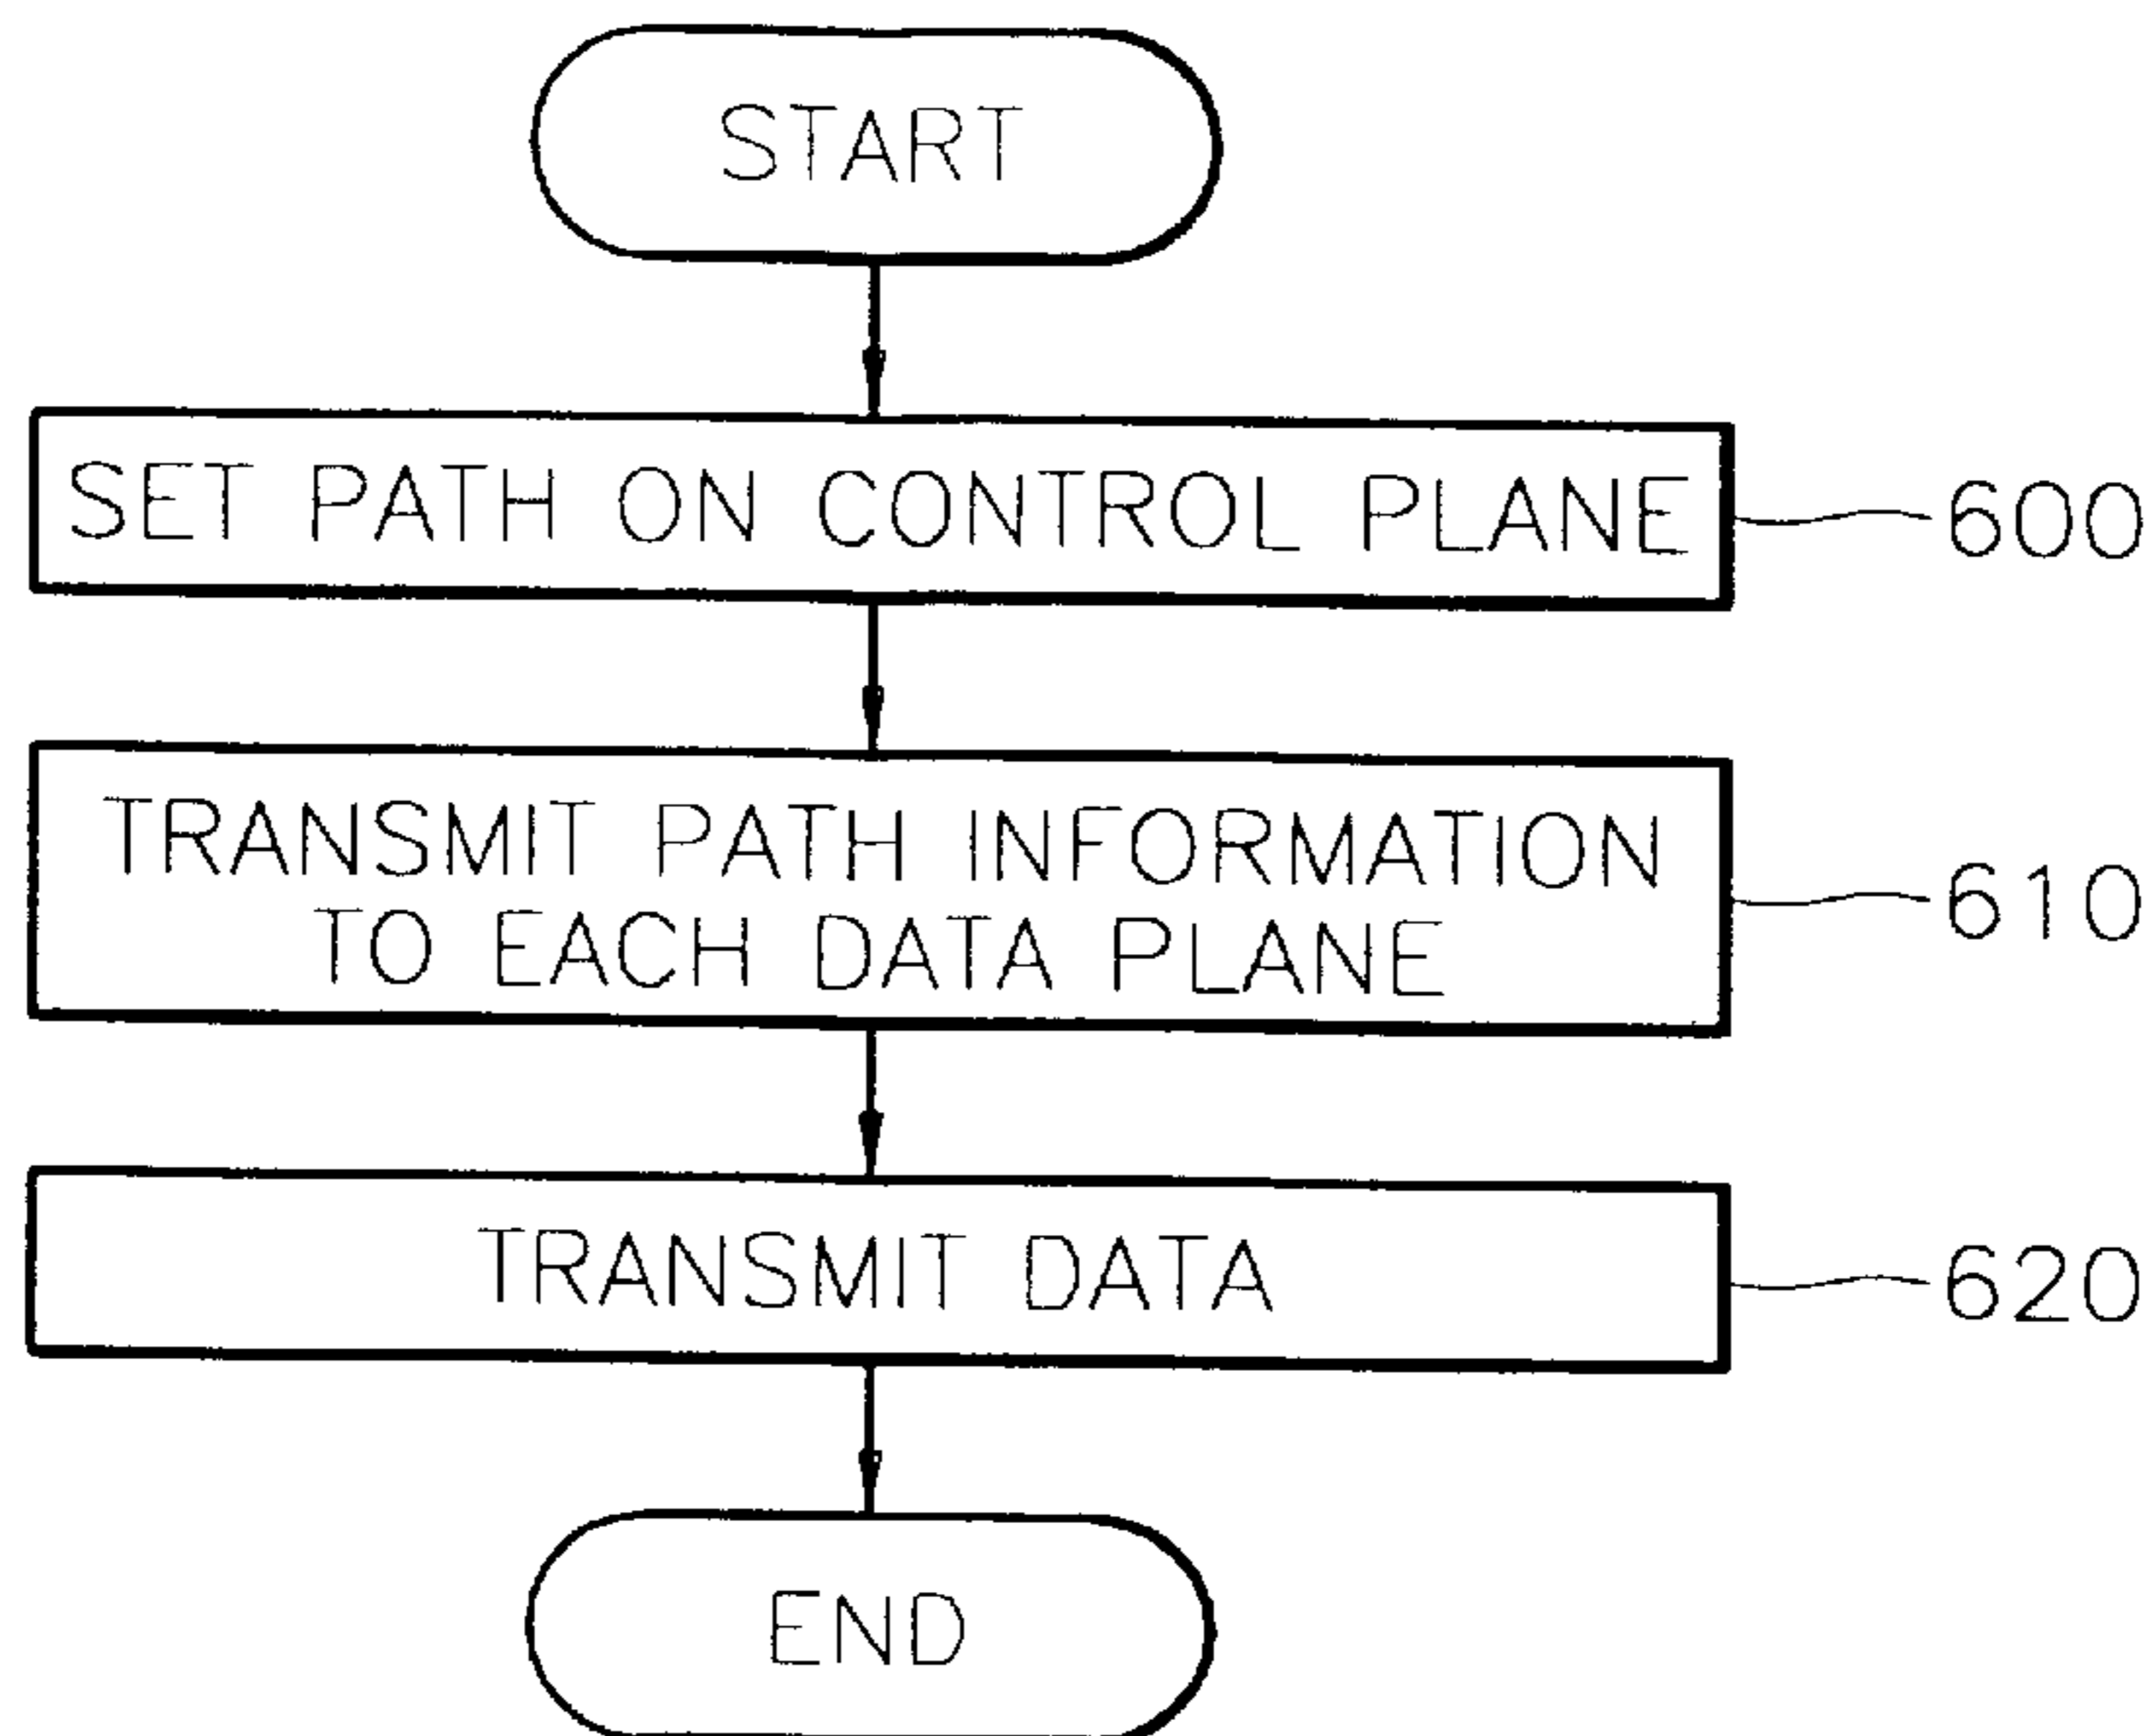 START
SET PATH ON CONTROL PLANE
600
TRANSMIT PATH INFORMATION
TO EACH DATA PLANE
610
TRANSMIT DATA
620
END